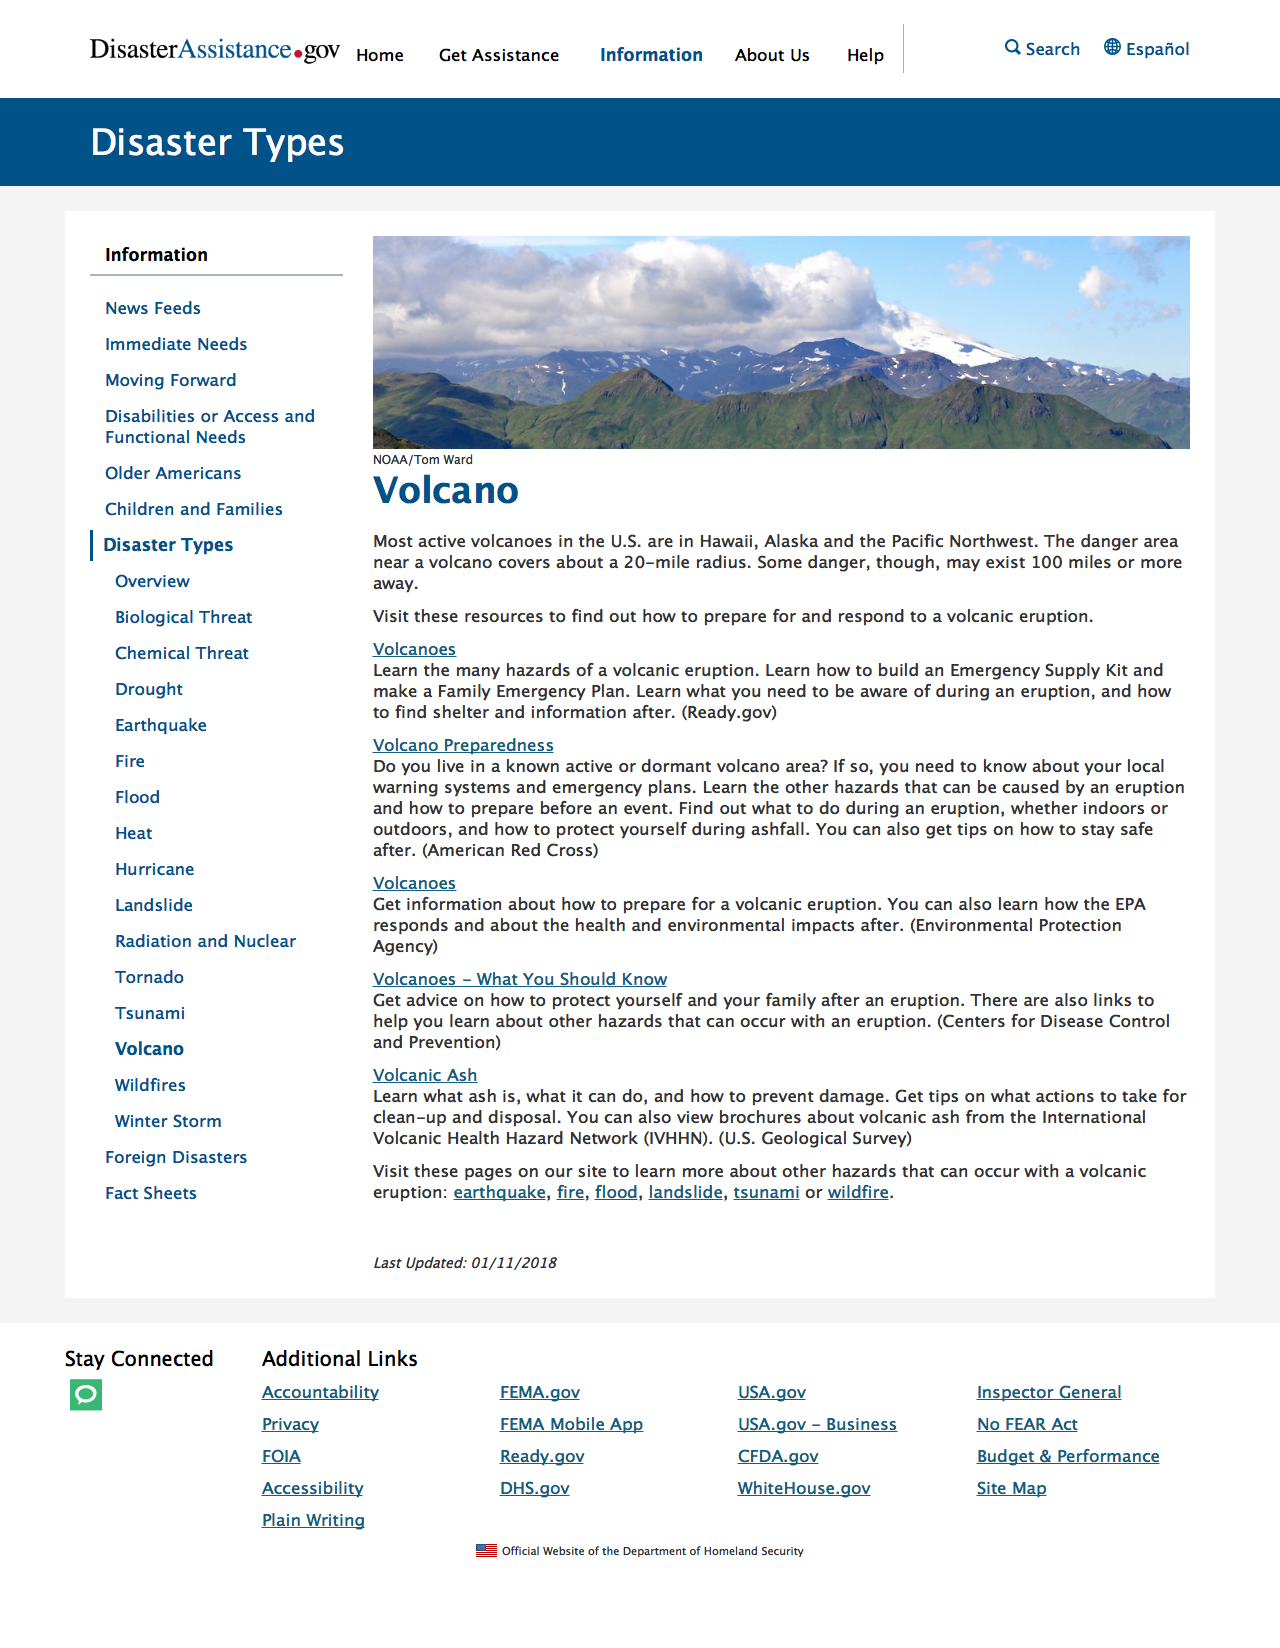 DisasterAssistance.gov
Home
Get Assistance
Information
About Us
Help
Search
Español
Disaster Types
Information
News Feeds
Immediate Needs
Moving Forward
Disabilities or Access and
Functional Needs
Older Americans
Children and Families
Disaster Types
Overview
Biological Threat
Chemical Threat
Drought
Earthquake
Fire
Flood
Heat
Hurricane
Landslide
Radiation and Nuclear
Tornado
Tsunami
Volcano
Wildfires
Winter Storm
Foreign Disasters
Fact Sheets
NOAA/Tom Ward
Volcano
Most active volcanoes in the U.S. are in Hawaii, Alaska and the Pacific Northwest. The danger area
near a volcano covers about a 20-mile radius. Some danger, though, may exist 100 miles or more
away.
Visit these resources to find out how to prepare for and respond to a volcanic eruption.
Volcanoes
Learn the many hazards of a volcanic eruption. Learn how to build an Emergency Supply Kit and
make a Family Emergency Plan. Learn what you need to be aware of during an eruption, and how
to find shelter and information after. (Ready.gov)
Volcano Preparedness
Do you live in a known active or dormant volcano area? If so, you need to know about your local
warning systems and emergency plans. Learn the other hazards that can be caused by an eruption
and how to prepare before an event. Find out what to do during an eruption, whether indoors or
outdoors, and how to protect yourself during ashfall. You can also get tips on how to stay safe
after. (American Red Cross)
Volcanoes
Get information about how to prepare for a volcanic eruption. You can also learn how the EPA
responds and about the health and environmental impacts after. (Environmental Protection
Agency)
Volcanoes - What You Should Know
Get advice on how to protect yourself and your family after an eruption. There are also links to
help you learn about other hazards that can occur with an eruption. (Centers for Disease Control
and Prevention)
Volcanic Ash
Learn what ash is, what it can do, and how to prevent damage. Get tips on what actions to take for
clean-up and disposal. You can also view brochures about volcanic ash from the International
Volcanic Health Hazard Network (IVHHN). (U.S. Geological Survey)
Visit these pages on our site to learn more about other hazards that can occur with a volcanic
eruption: earthquake, fire, flood, landslide, tsunami or wildfire.
Last Updated: 01/11/2018
Stay Connected
Additional Links
Accountability
Privacy
FOIA
Accessibility
Plain Writing
FEMA.gov
FEMA Mobile App
Ready.gov
DHS.gov
USA.gov
USA.gov - Business
CFDA.gov
WhiteHouse.gov
Inspector General
No FEAR Act
Budget & Performance
Site Map
Official Website of the Department of Homeland Security